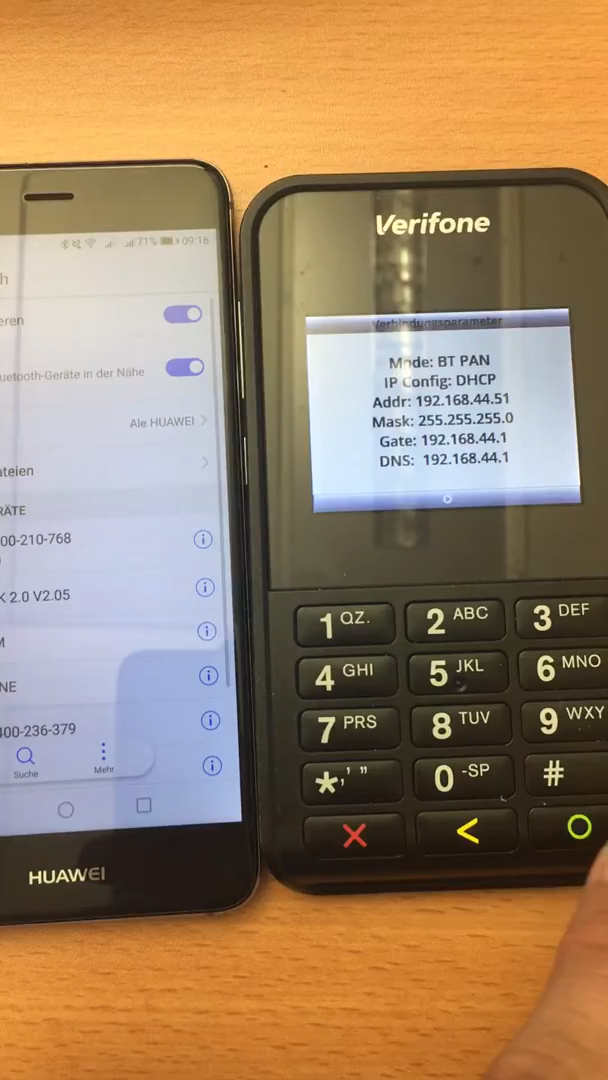 71% 09:16
h
eren
uetooth-Geräte in der Nähe
Ale HUAWEI
ateien
RÄTE
00-210-768
K 2.0 V2.05
M
NE
400-236-379
Suche
Mehr
HUAWEI
Verifone
Verbindungsparameter
Mode: BT PAN
IP Config: DHCP
Addr: 192.168.44.51
Mask: 255.255.255.0
Gate: 192.168.44.1
DNS: 192.168.44.1
1 QZ.
2 ABC
3 DEF
4 GHI
5 JKL
6 MNO
7 PRS
8 TUV
9 WXY
*,' "
0 -SP
#